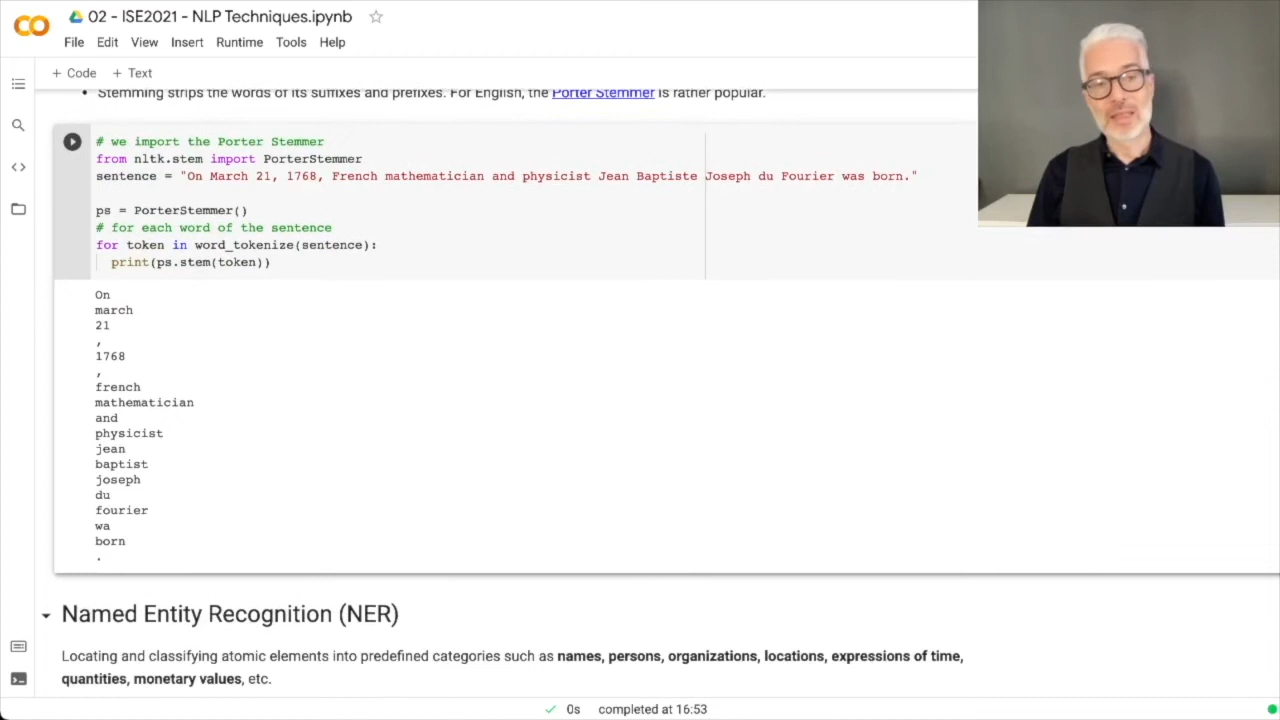 02 - ISE2021 - NLP Techniques.ipynb
File Edit View Insert Runtime Tools Help
+ Code + Text
• Stemming strips the words of its suffixes and prefixes. For English, the Porter Stemmer is rather popular.
# we import the Porter Stemmer
from nltk.stem import PorterStemmer
sentence = "On March 21, 1768, French mathematician and physicist Jean Baptiste Joseph du Fourier was born."
ps = PorterStemmer()
# for each word of the sentence
for token in word_tokenize(sentence):
print(ps.stem(token))
On
march
21
,
1768
,
french
mathematician
and
physicist
jean
baptist
joseph
du
fourier
wa
born
.
Named Entity Recognition (NER)
Locating and classifying atomic elements into predefined categories such as names, persons, organizations, locations, expressions of time,
quantities, monetary values, etc.
0s completed at 16:53